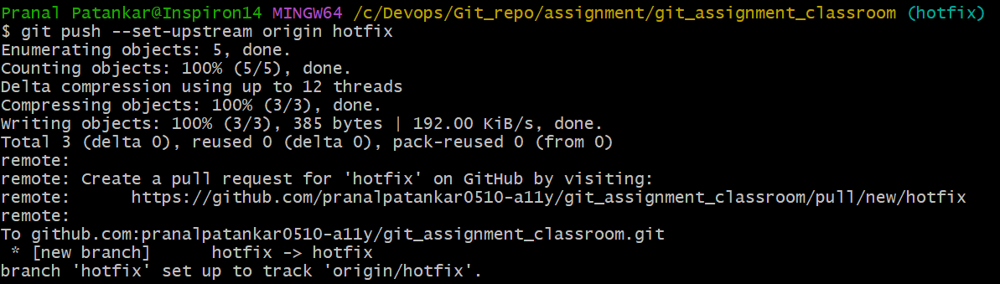 Pranal Patankar@Inspiron14 MINGW64 /c/Devops/Git_repo/assignment/git_assignment_classroom (hotfix)
$ git push --set-upstream origin hotfix
Enumerating objects: 5, done.
Counting objects: 100% (5/5), done.
Delta compression using up to 12 threads
Compressing objects: 100% (3/3), done.
Writing objects: 100% (3/3), 385 bytes | 192.00 KiB/s, done.
Total 3 (delta 0), reused 0 (delta 0), pack-reused 0 (from 0)
remote:
remote: Create a pull request for 'hotfix' on GitHub by visiting:
remote:      https://github.com/pranalpatankar0510-a11y/git_assignment_classroom/pull/new/hotfix
remote:
To github.com:pranalpatankar0510-a11y/git_assignment_classroom.git
 * [new branch]      hotfix -> hotfix
branch 'hotfix' set up to track 'origin/hotfix'.